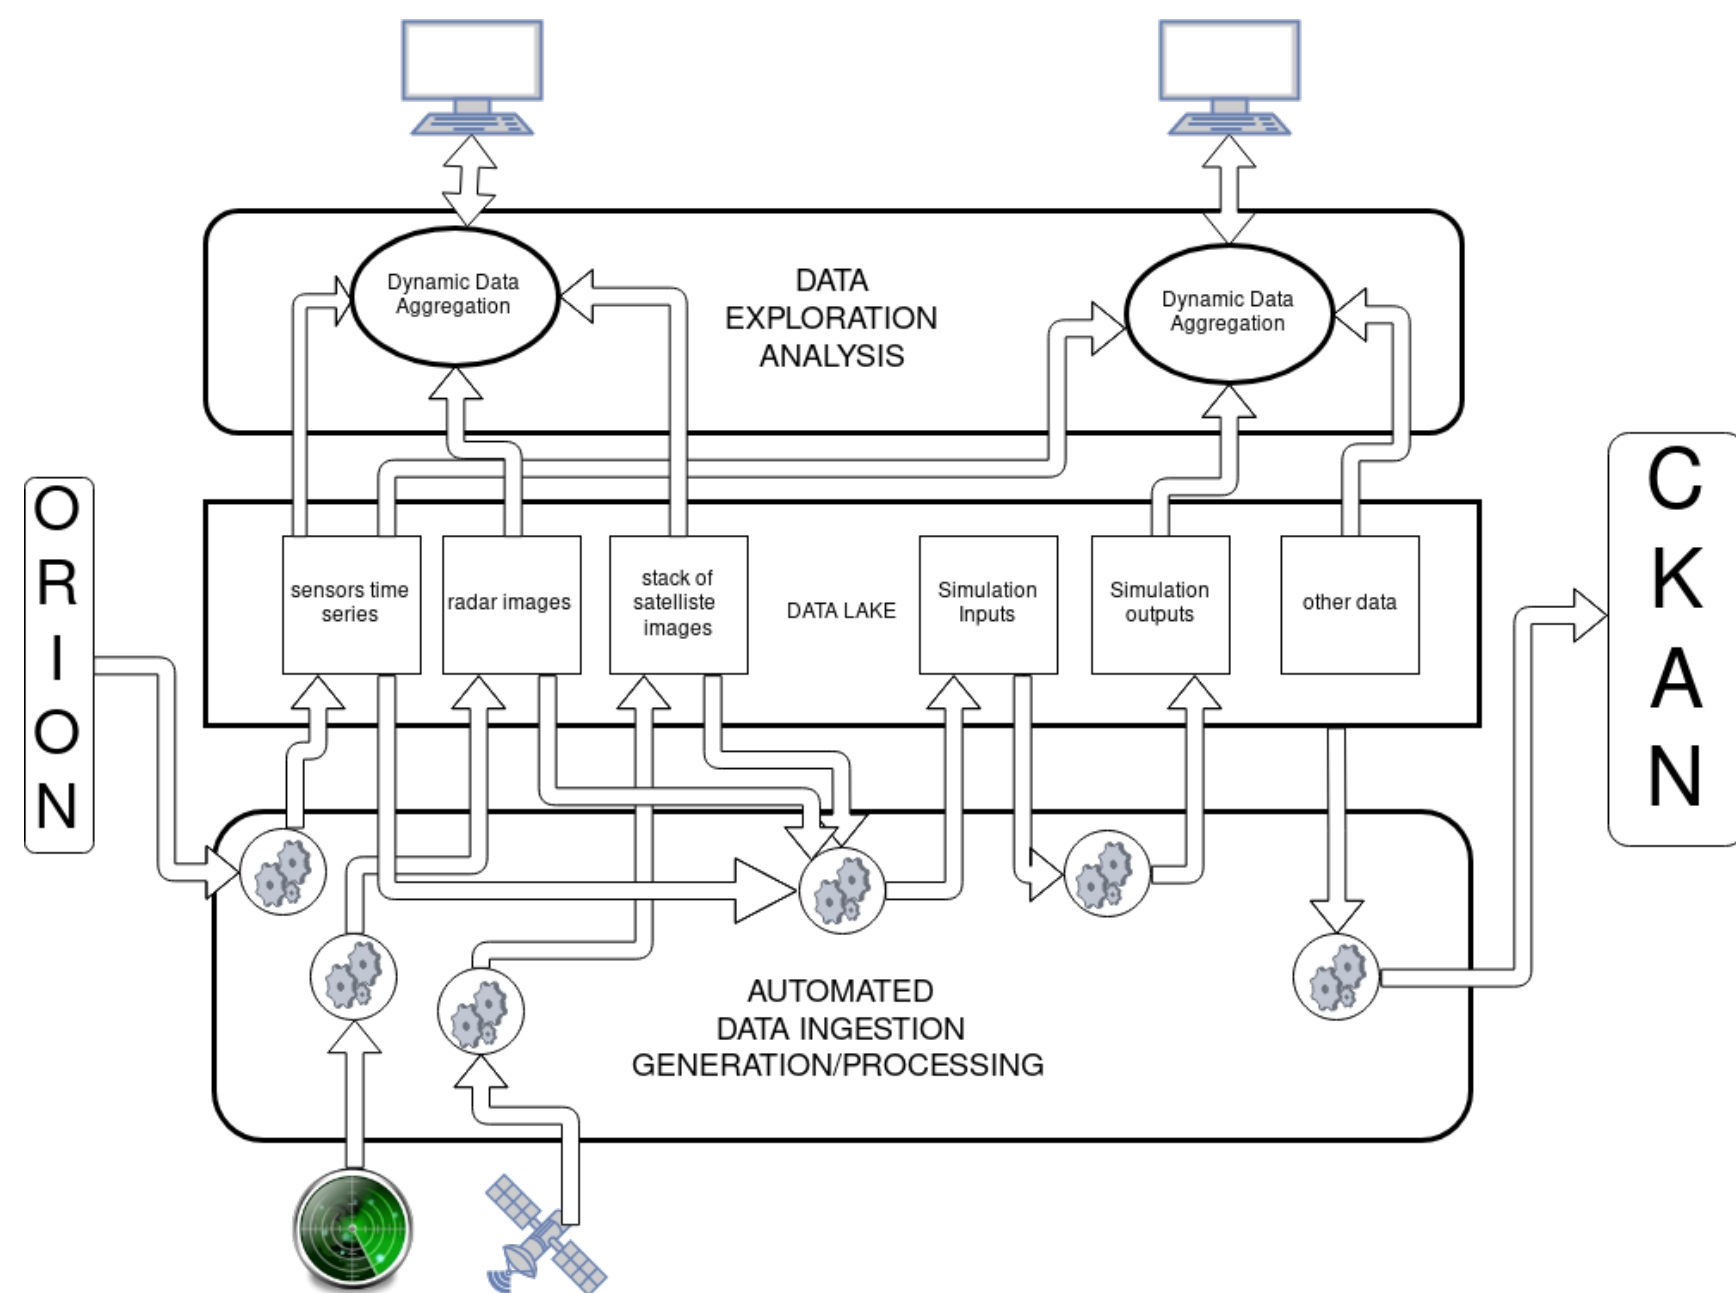 Dynamic Data
Aggregation
DATA
EXPLORATION
ANALYSIS
Dynamic Data
Aggregation
O
R
I
O
N
sensors time
series
radar images
stack of
satelliste
images
DATA LAKE
Simulation
Inputs
Simulation
outputs
other data
C
K
A
N
AUTOMATED
DATA INGESTION
GENERATION/PROCESSING